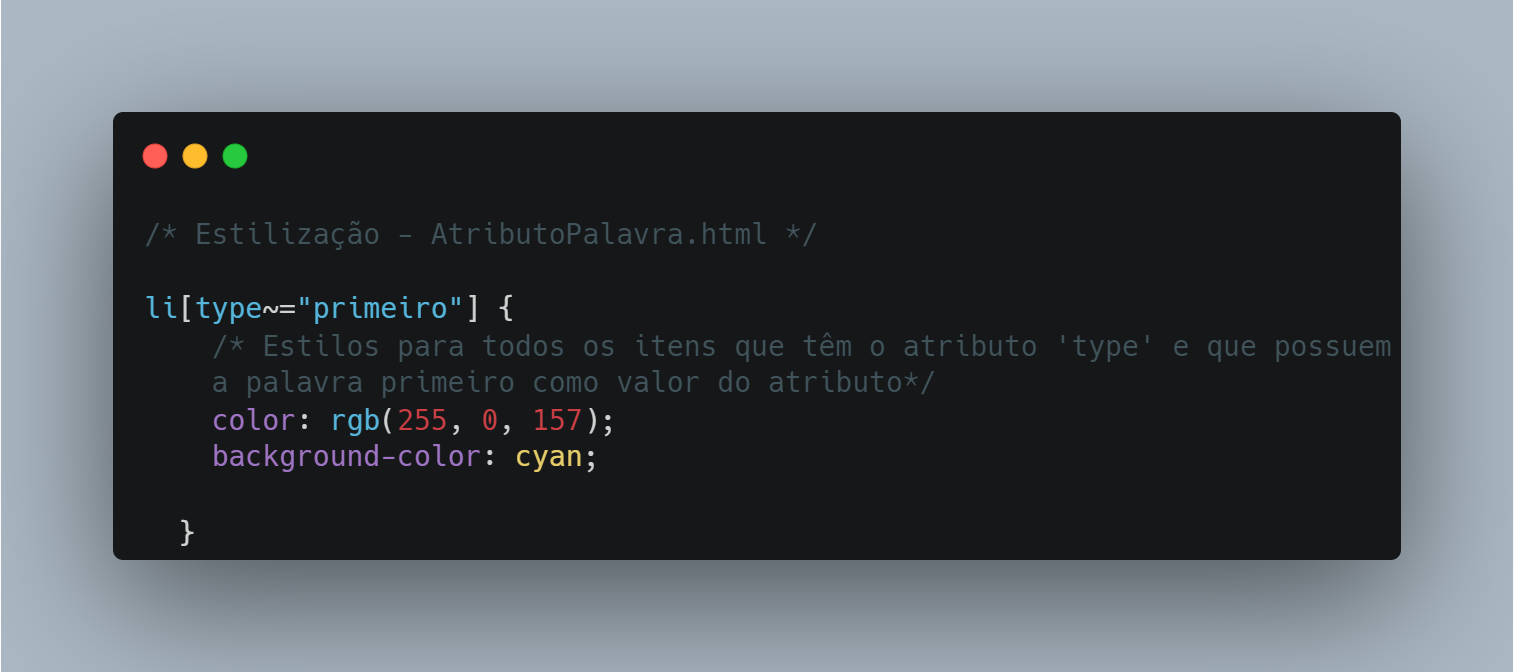 /* Estilização - AtributoPalavra.html */
li[type~="primeiro"] {
/* Estilos para todos os itens que têm o atributo 'type' e que possuem
a palavra primeiro como valor do atributo*/
color: rgb(255, 0, 157);
background-color: cyan;
}